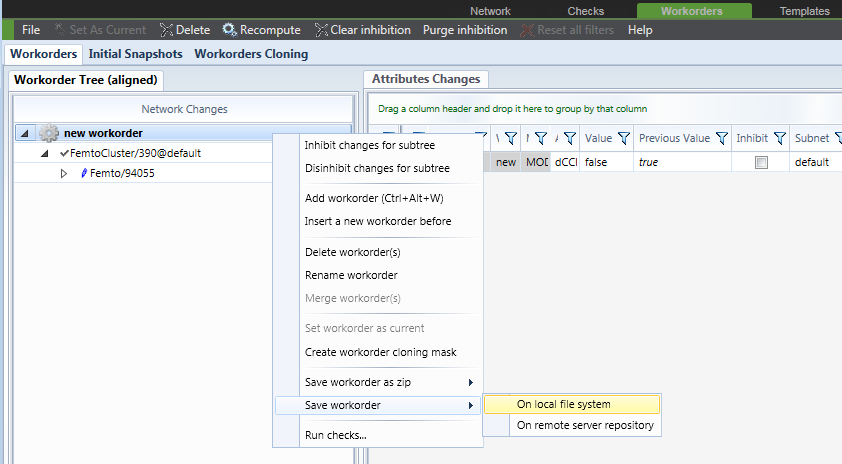 Network Checks Workorders Templates
File Set As Current Delete Recompute Clear inhibition Purge inhibition Reset all filters Help
Workorders Initial Snapshots Workorders Cloning
Workorder Tree (aligned) Attributes Changes
Network Changes
Drag a column header and drop it here to group by that column
Value Previous Value Inhibit Subnet
new workorder
FemtoCluster/390@default
Femto/94055
new MOD dCCI false true default
Inhibit changes for subtree
Disinhibit changes for subtree
Add workorder (Ctrl+Alt+W)
Insert a new workorder before
Delete workorder(s)
Rename workorder
Merge workorder(s)
Set workorder as current
Create workorder cloning mask
Save workorder as zip
Save workorder
On local file system
On remote server repository
Run checks...